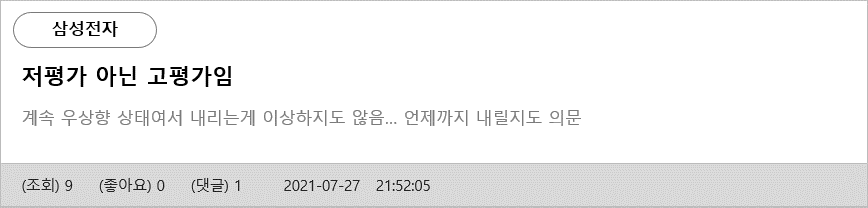 삼성전자
저평가 아닌 고평가임
계속 우상향 상태여서 내리는게 이상하지도 않음... 언제까지 내릴지도 의문
(조회) 9 (좋아요) 0 (댓글) 1 2021-07-27 21:52:05